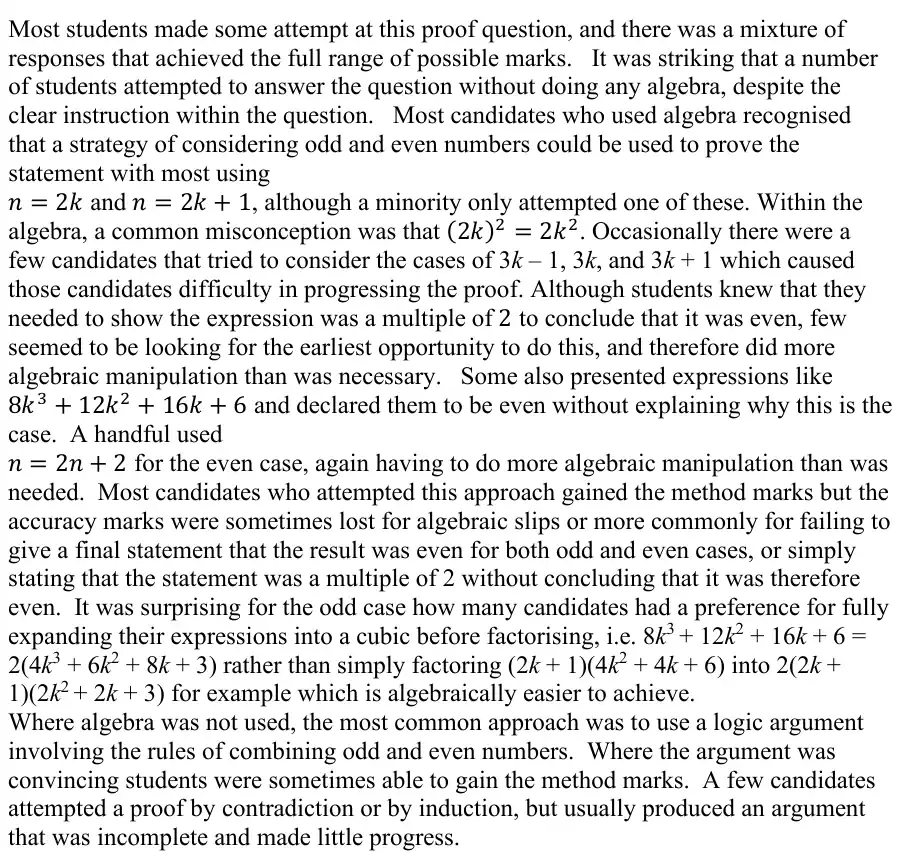 Most students made some attempt at this proof question, and there was a mixture of
responses that achieved the full range of possible marks.   It was striking that a number
of students attempted to answer the question without doing any algebra, despite the
clear instruction within the question.   Most candidates who used algebra recognised
that a strategy of considering odd and even numbers could be used to prove the
statement with most using
n = 2k and n = 2k + 1, although a minority only attempted one of these. Within the
algebra, a common misconception was that (2k)² = 2k². Occasionally there were a
few candidates that tried to consider the cases of 3k – 1, 3k, and 3k + 1 which caused
those candidates difficulty in progressing the proof. Although students knew that they
needed to show the expression was a multiple of 2 to conclude that it was even, few
seemed to be looking for the earliest opportunity to do this, and therefore did more
algebraic manipulation than was necessary.   Some also presented expressions like
8k³ + 12k² + 16k + 6 and declared them to be even without explaining why this is the
case.  A handful used
n = 2n + 2 for the even case, again having to do more algebraic manipulation than was
needed.  Most candidates who attempted this approach gained the method marks but the
accuracy marks were sometimes lost for algebraic slips or more commonly for failing to
give a final statement that the result was even for both odd and even cases, or simply
stating that the statement was a multiple of 2 without concluding that it was therefore
even.  It was surprising for the odd case how many candidates had a preference for fully
expanding their expressions into a cubic before factorising, i.e. 8k³ + 12k² + 16k + 6 =
2(4k³ + 6k² + 8k + 3) rather than simply factoring (2k + 1)(4k² + 4k + 6) into 2(2k +
1)(2k² + 2k + 3) for example which is algebraically easier to achieve.
Where algebra was not used, the most common approach was to use a logic argument
involving the rules of combining odd and even numbers.  Where the argument was
convincing students were sometimes able to gain the method marks.  A few candidates
attempted a proof by contradiction or by induction, but usually produced an argument
that was incomplete and made little progress.